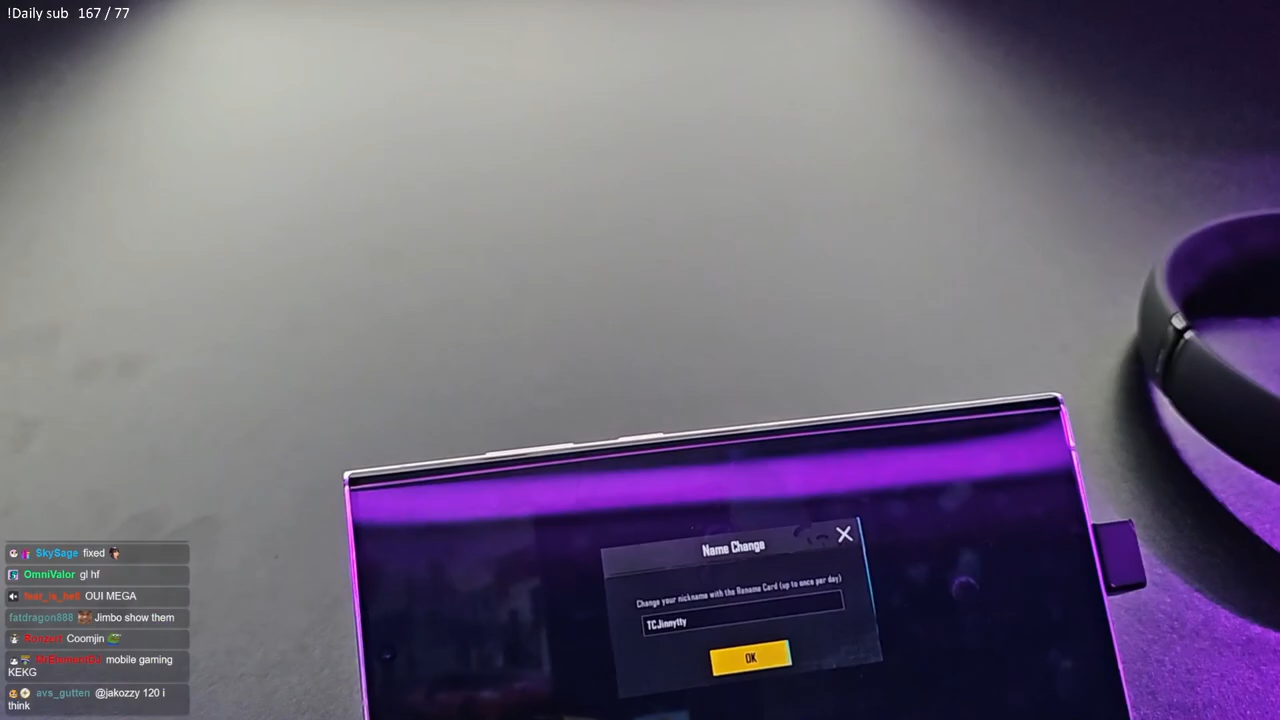 !Daily sub 167 / 77
Name Change
Change your nickname with the Rename Card (up to once per day)
TCJinnytty
OK
SkySage fixed
OmniValor gl hf
fear_is_hell OUI MEGA
fatdragon888 Jimbo show them
Coomjin
mobile gaming
KEKG
avs_gutten @jakozzy 120 i
think